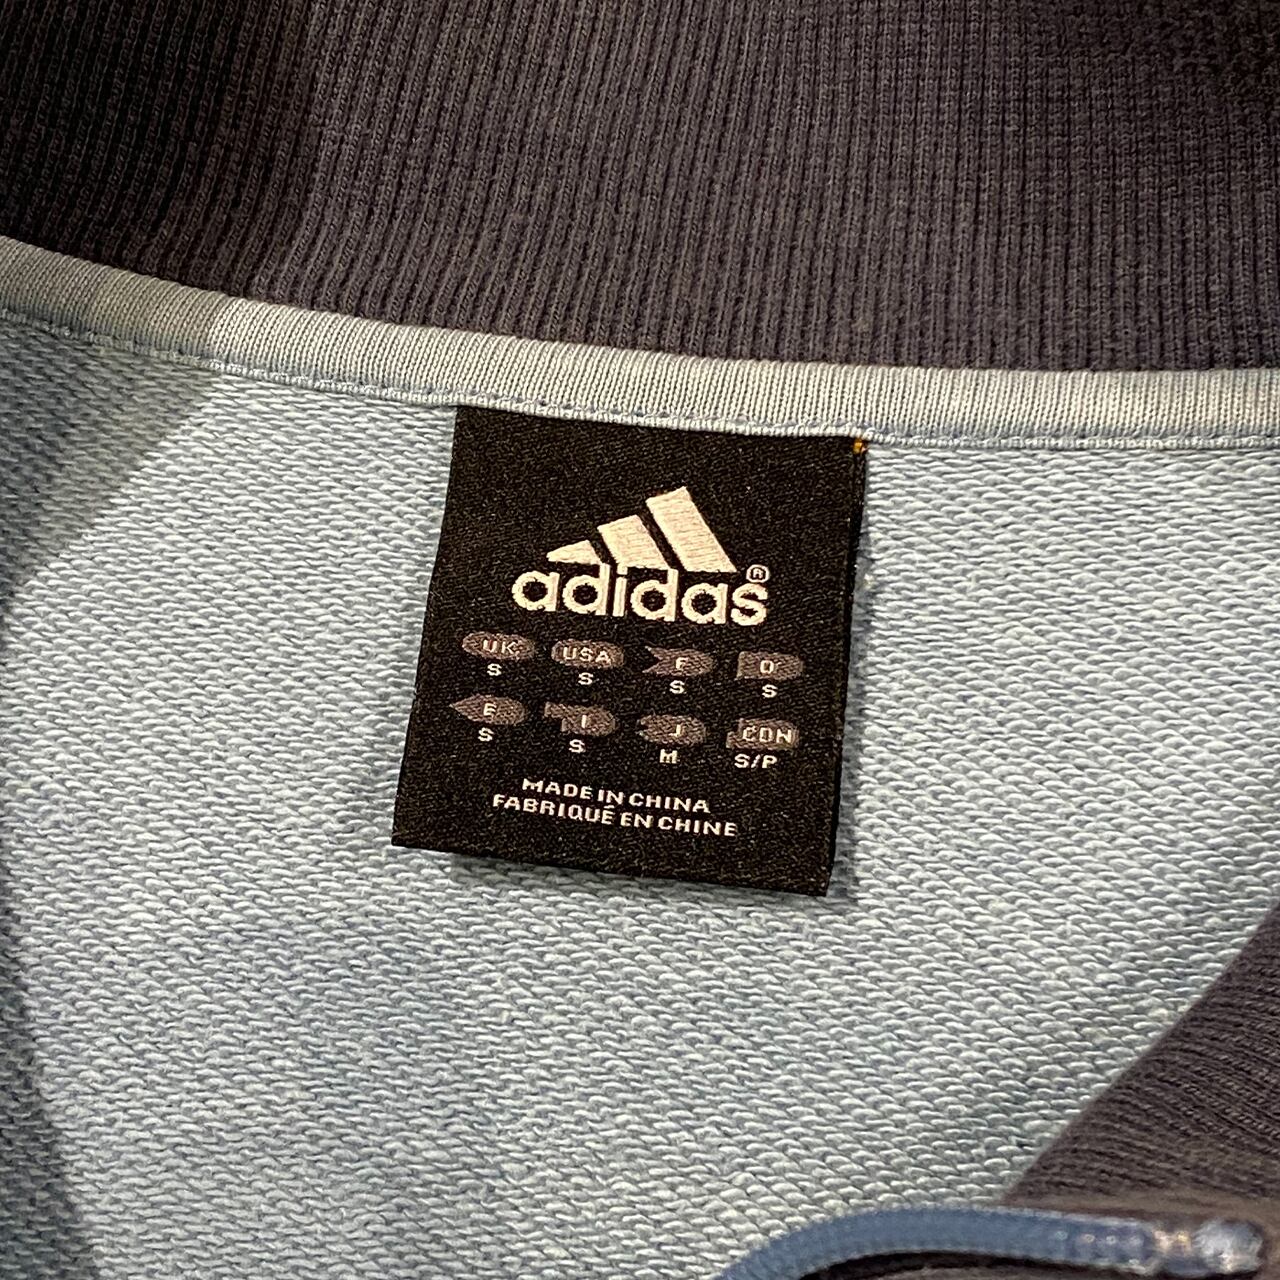 adidas®
UK USA F D
S S S S
E I J CDN
S S M S/P
MADE IN CHINA
FABRIQUÉ EN CHINE